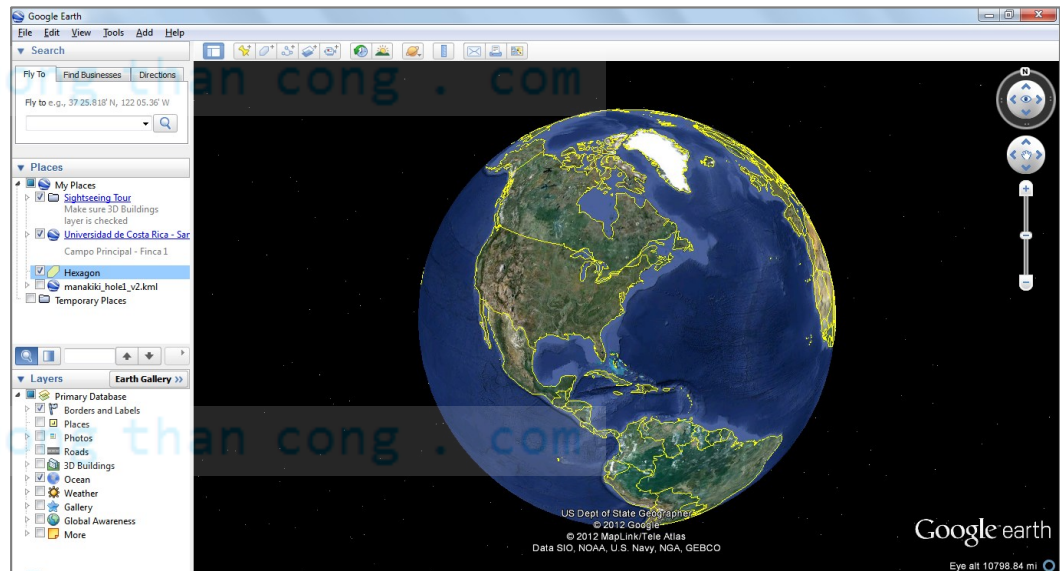 Google Earth
File Edit View Tools Add Help
Search
Fly To Find Businesses Directions
Fly to e.g., 37 25.818' N, 122 05.36' W
Places
My Places
Sightseeing Tour
Make sure 3D Buildings
layer is checked
Universidad de Costa Rica - Sar
Campo Principal - Finca 1
Hexagon
manakiki_hole1_v2.kml
Temporary Places
Layers Earth Gallery >>
Primary Database
Borders and Labels
Places
Photos
Roads
3D Buildings
Ocean
Weather
Gallery
Global Awareness
More
N
US Dept of State Geographer
© 2012 Google
© 2012 MapLink/Tele Atlas
Data SIO, NOAA, U.S. Navy, NGA, GEBCO
Google earth
Eye alt 10798.84 mi
ong than cong . com
ong than cong . com